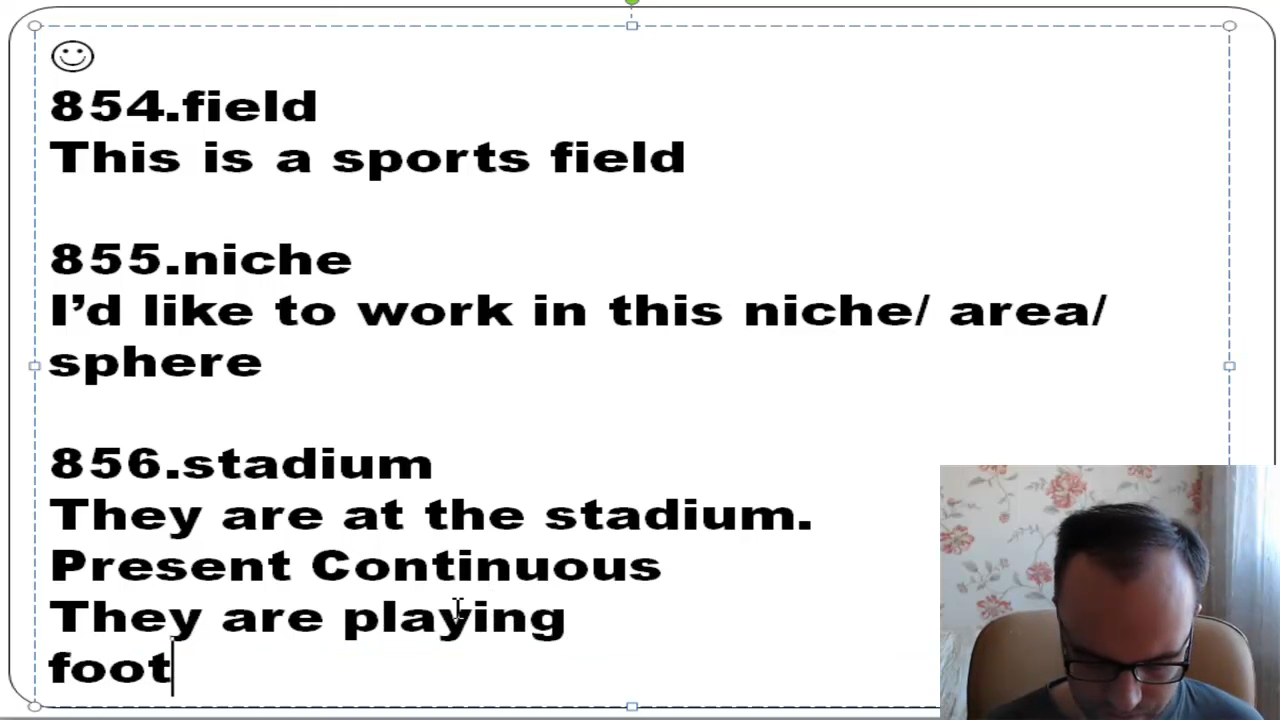 854.field
This is a sports field
855.niche
I’d like to work in this niche/ area/
sphere
856.stadium
They are at the stadium.
Present Continuous
They are playing
foot